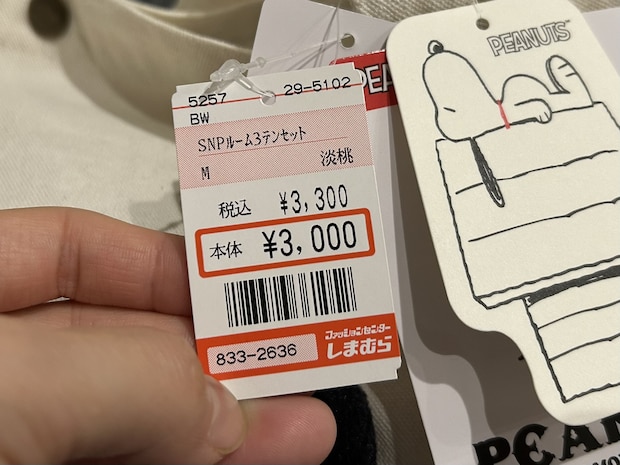 5257 29-5102
BW
SNPﾙｰﾑ3ﾃﾝｾｯﾄ
M 淡桃
税込 ¥3,300
本体 ¥3,000
833-2636
ファッションセンター
しまむら
PEANUTS